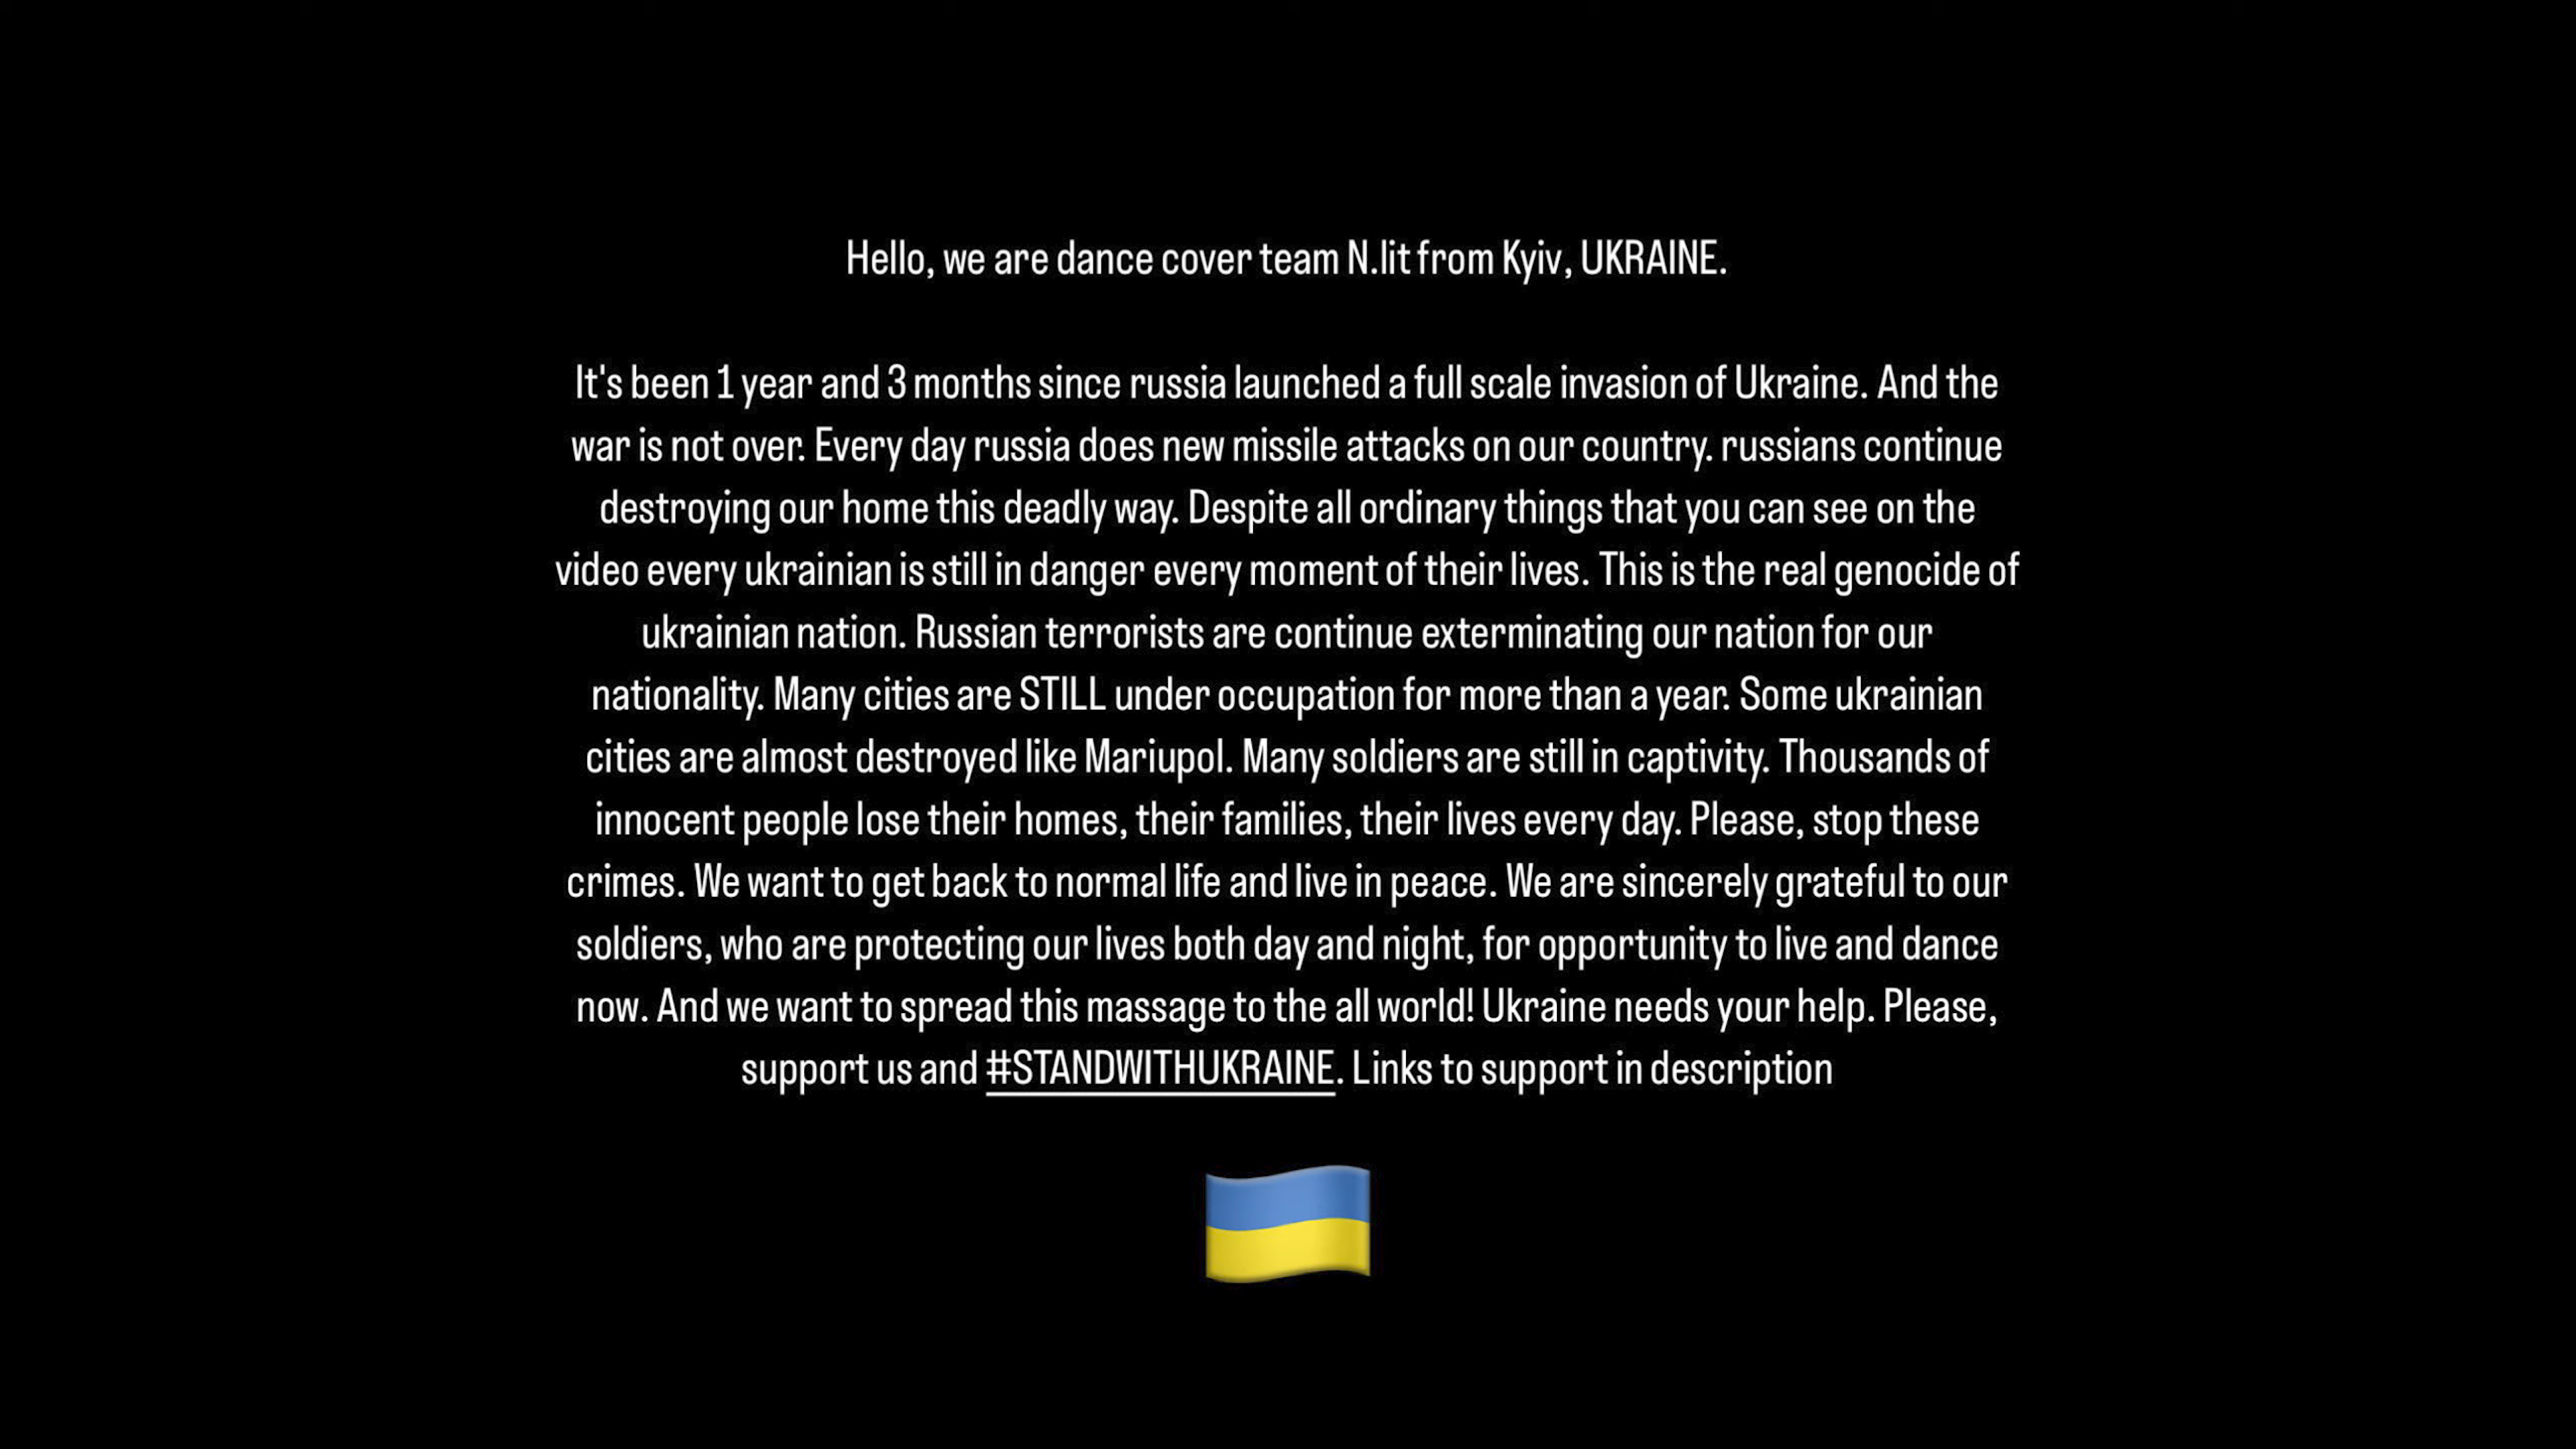 Hello, we are dance cover team N.lit from Kyiv, UKRAINE.
It's been 1 year and 3 months since russia launched a full scale invasion of Ukraine. And the
war is not over. Every day russia does new missile attacks on our country. russians continue
destroying our home this deadly way. Despite all ordinary things that you can see on the
video every ukrainian is still in danger every moment of their lives. This is the real genocide of
ukrainian nation. Russian terrorists are continue exterminating our nation for our
nationality. Many cities are STILL under occupation for more than a year. Some ukrainian
cities are almost destroyed like Mariupol. Many soldiers are still in captivity. Thousands of
innocent people lose their homes, their families, their lives every day. Please, stop these
crimes. We want to get back to normal life and live in peace. We are sincerely grateful to our
soldiers, who are protecting our lives both day and night, for opportunity to live and dance
now. And we want to spread this massage to the all world! Ukraine needs your help. Please,
support us and #STANDWITHUKRAINE. Links to support in description